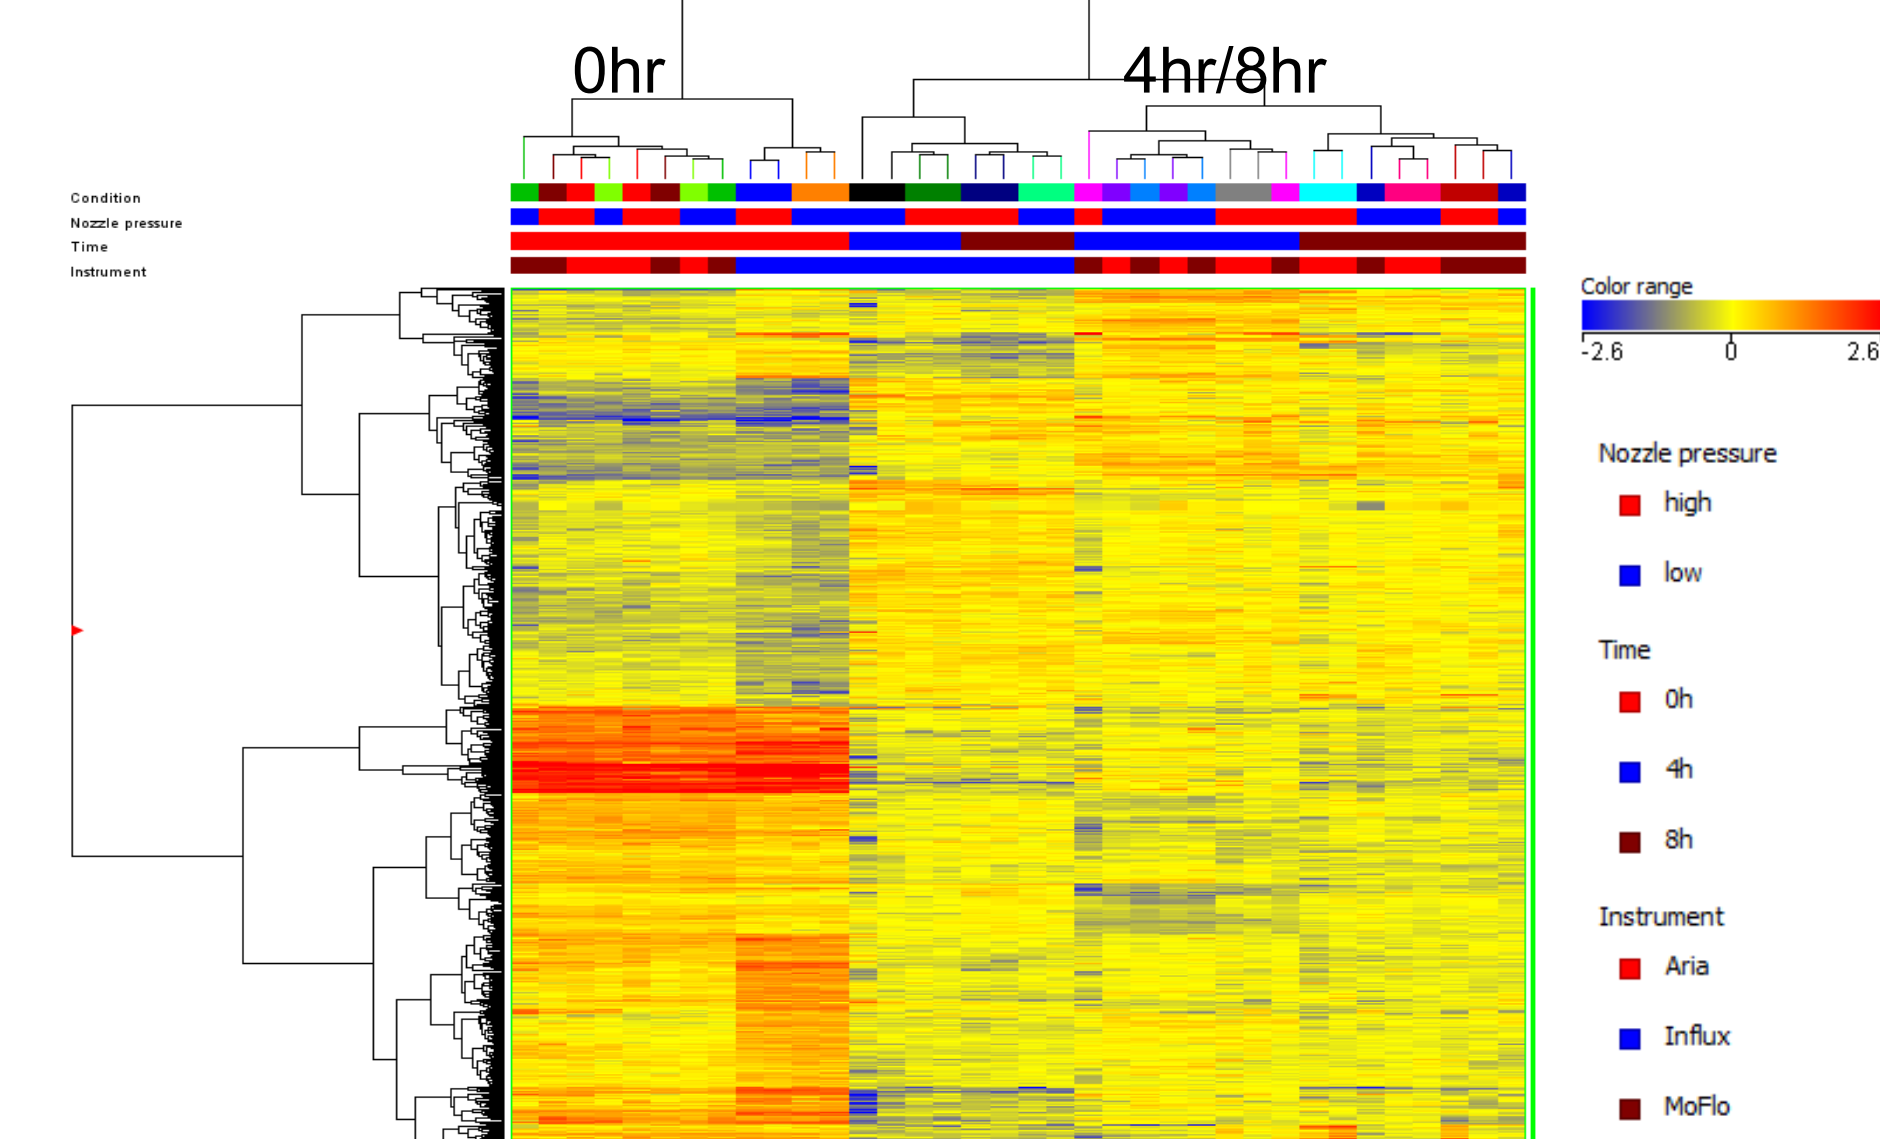 0hr
4hr/8hr
Condition
Nozzle pressure
Time
Instrument
Color range
-2.6 0 2.6
Nozzle pressure
high
low
Time
0h
4h
8h
Instrument
Aria
Influx
MoFlo